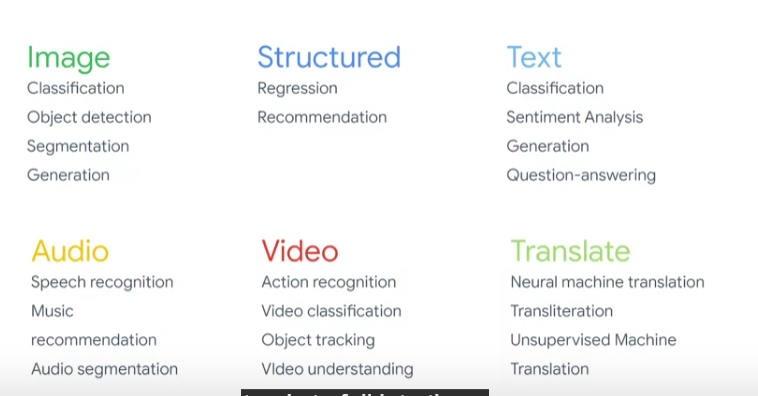 Image
Classification
Object detection
Segmentation
Generation
Structured
Regression
Recommendation
Text
Classification
Sentiment Analysis
Generation
Question-answering
Audio
Speech recognition
Music
recommendation
Audio segmentation
Video
Action recognition
Video classification
Object tracking
VIdeo understanding
Translate
Neural machine translation
Transliteration
Unsupervised Machine
Translation